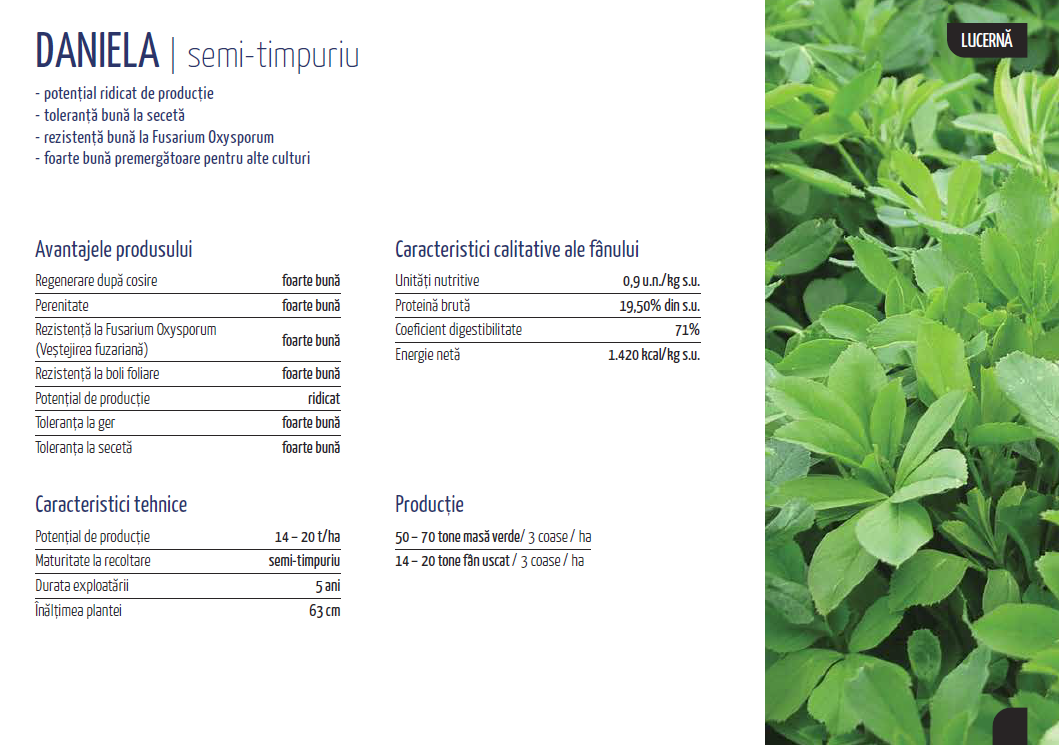 DANIELA | semi-timpuriu
LUCERNĂ
- potențial ridicat de producție
- toleranță bună la secetă
- rezistență bună la Fusarium Oxysporum
- foarte bună premergătoare pentru alte culturi
Avantajele produsului
Regenerare după cosire foarte bună
Perenitate foarte bună
Rezistență la Fusarium Oxysporum
(Veștejirea fuzariană) foarte bună
Rezistență la boli foliare foarte bună
Potențial de producție ridicat
Toleranța la ger foarte bună
Toleranța la secetă foarte bună
Caracteristici calitative ale fânului
Unități nutritive 0,9 u.n./kg s.u.
Proteină brută 19,50% din s.u.
Coeficient digestibilitate 71%
Energie netă 1.420 kcal/kg s.u.
Caracteristici tehnice
Potențial de producție 14 – 20 t/ha
Maturitate la recoltare semi-timpuriu
Durata exploatării 5 ani
Înălțimea plantei 63 cm
Producție
50 – 70 tone masă verde/ 3 coase / ha
14 – 20 tone fân uscat / 3 coase / ha